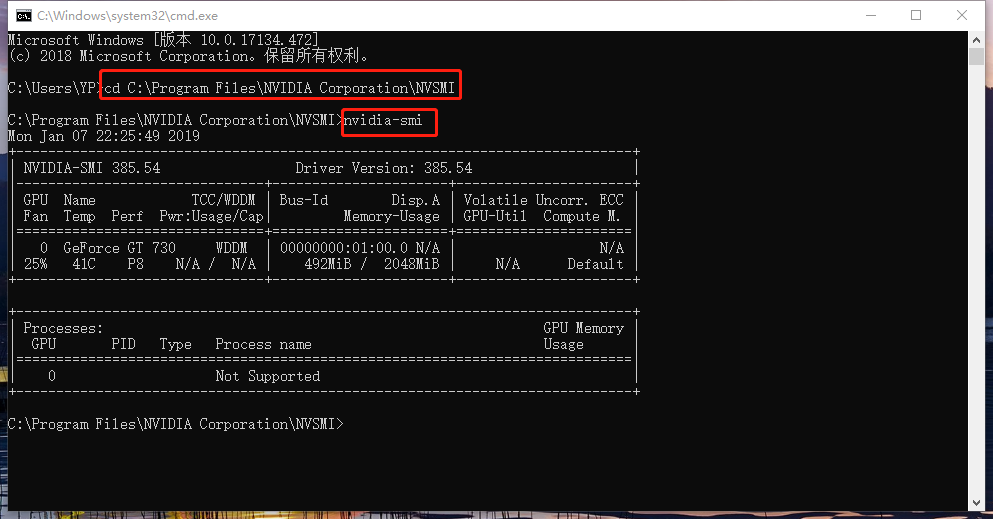 C:\Windows\system32\cmd.exe
Microsoft Windows [版本 10.0.17134.472]
(c) 2018 Microsoft Corporation。保留所有权利。
C:\Users\YP>cd C:\Program Files\NVIDIA Corporation\NVSMI
C:\Program Files\NVIDIA Corporation\NVSMI>nvidia-smi
Mon Jan 07 22:25:49 2019
NVIDIA-SMI 385.54 Driver Version: 385.54
GPU Name TCC/WDDM | Bus-Id Disp.A | Volatile Uncorr. ECC
Fan Temp Perf Pwr:Usage/Cap| Memory-Usage | GPU-Util Compute M.
0 GeForce GT 730 WDDM | 00000000:01:00.0 N/A | N/A
25% 41C P8 N/A / N/A | 492MiB / 2048MiB | N/A Default
Processes: GPU Memory
GPU PID Type Process name Usage
0 Not Supported
C:\Program Files\NVIDIA Corporation\NVSMI>